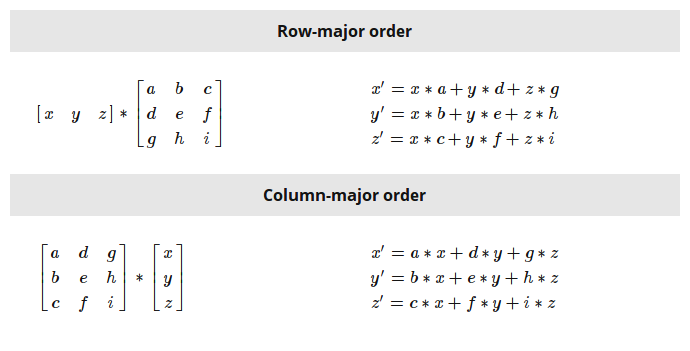 Row-major order
[x y z] * [a b c
d e f
g h i]
x′ = x * a + y * d + z * g
y′ = x * b + y * e + z * h
z′ = x * c + y * f + z * i
Column-major order
[a d g
b e h
c f i] * [x
y
z]
x′ = a * x + d * y + g * z
y′ = b * x + e * y + h * z
z′ = c * x + f * y + i * z